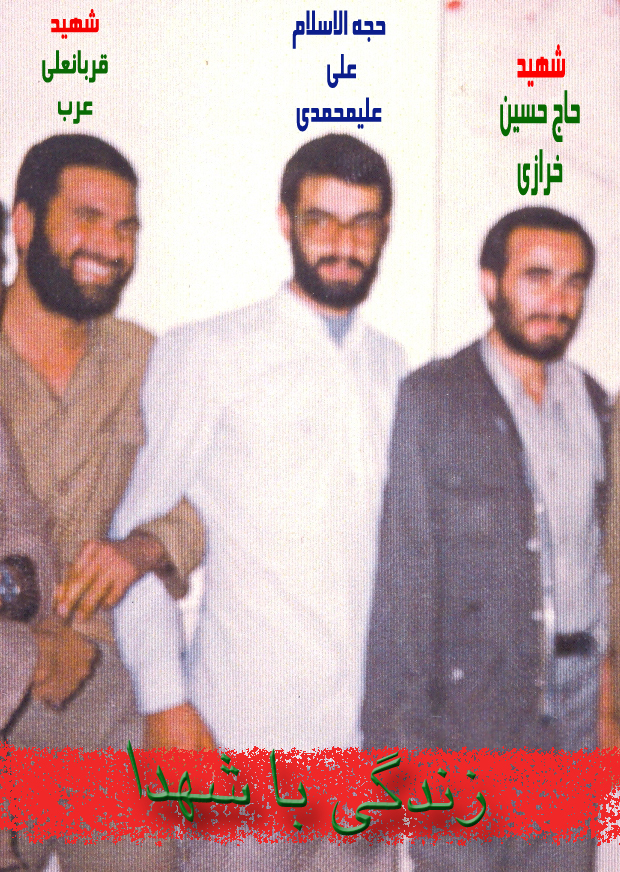 شهید
حاج حسین
خرازی
حجه الاسلام
علی
علیمحمدی
شهید
قربانعلی
عرب
زندگی با شهدا